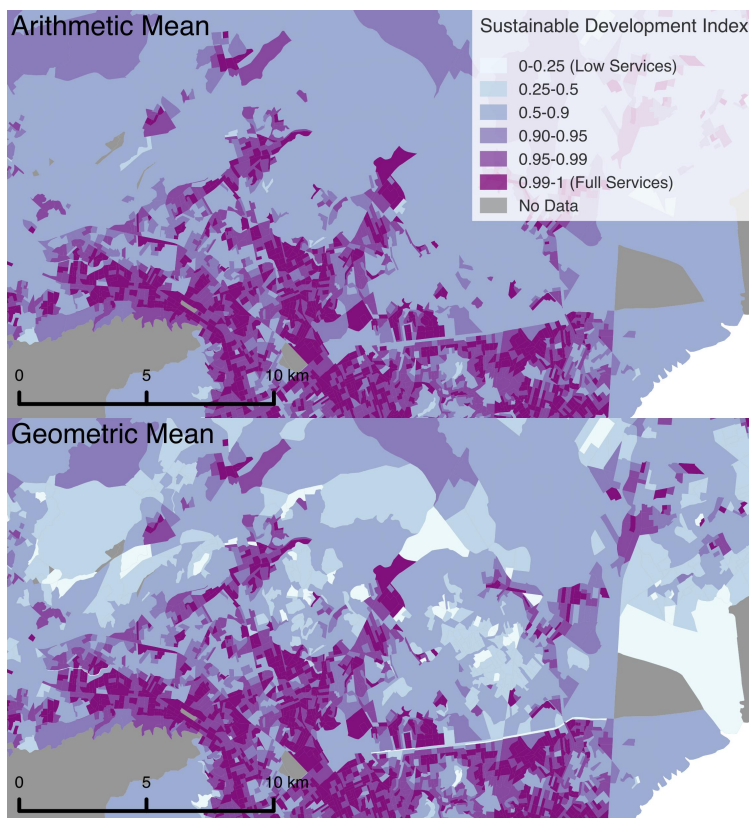 Arithmetic Mean
Sustainable Development Index
0-0.25 (Low Services)
0.25-0.5
0.5-0.9
0.90-0.95
0.95-0.99
0.99-1 (Full Services)
No Data
0 5 10 km
Geometric Mean
0 5 10 km